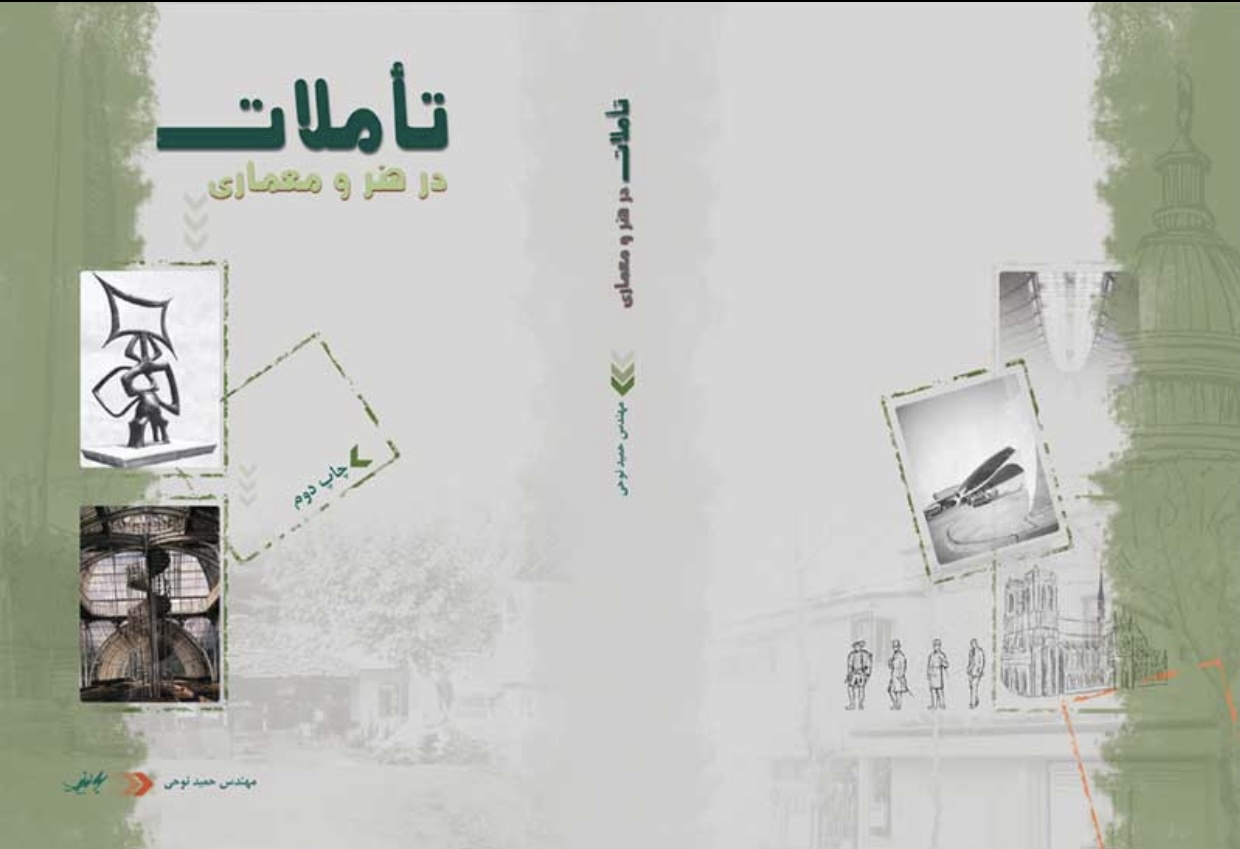 تأملات
در هنر و معماری
چاپ دوم
مهندس حمید نوحی
تأملات در هنر و معماری
مهندس حمید نوحی